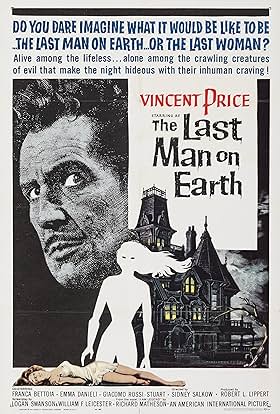 DO YOU DARE IMAGINE WHAT IT WOULD BE LIKE TO BE
...THE LAST MAN ON EARTH...OR THE LAST WOMAN?
Alive among the lifeless...alone among the crawling creatures
of evil that make the night hideous with their inhuman craving!
VINCENT PRICE
STARRING AS
The Last
Man on
Earth
FRANCA BETTOIA - EMMA DANIELI - GIACOMO ROSSI-STUART - SIDNEY SALKOW - ROBERT L. LIPPERT
LOGAN SWANSON & WILLIAM F. LEICESTER - RICHARD MATHESON - AN AMERICAN INTERNATIONAL PICTURE